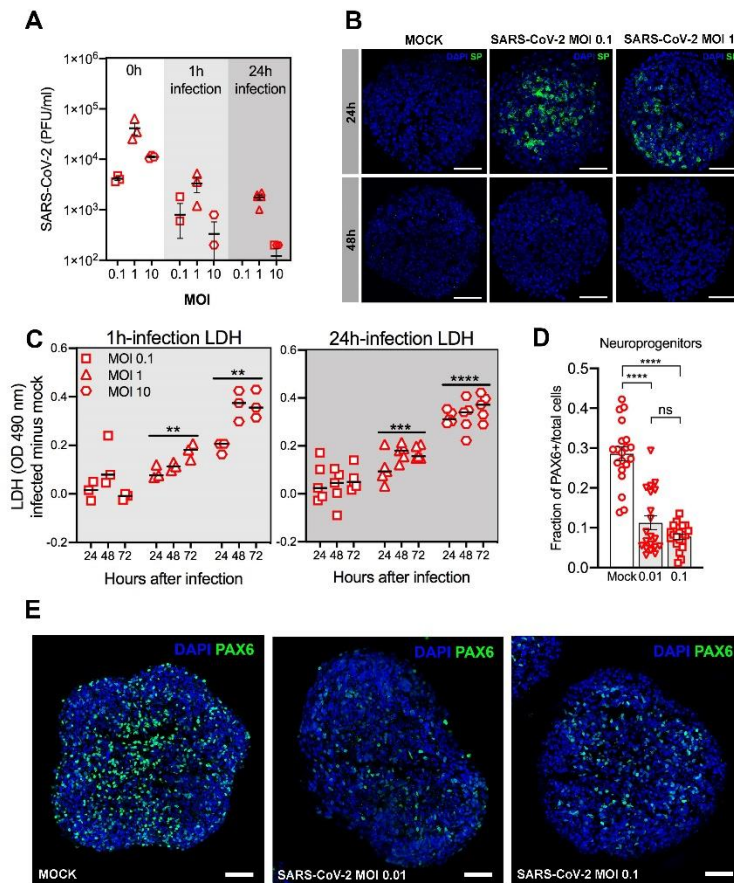 A
SARS-CoV-2 (PFU/ml)
1×10⁶
1×10⁵
1×10⁴
1×10³
1×10²
0h
1h
infection
24h
infection
0.1 1 10 0.1 1 10 0.1 1 10
MOI
B
MOCK
SARS-CoV-2 MOI 0.1
SARS-CoV-2 MOI 1
DAPI SP
DAPI SP
DAPI SP
24h
48h
C
1h-infection LDH
24h-infection LDH
LDH (OD 490 nm)
infected minus mock
0.6
0.4
0.2
0.0
-0.2
MOI 0.1
MOI 1
MOI 10
**
**
24 48 72 24 48 72 24 48 72
Hours after infection
0.6
0.4
0.2
0.0
-0.2
***
****
24 48 72 24 48 72 24 48 72
Hours after infection
D
Neuroprogenitors
Fraction of PAX6+/total cells
0.5
0.4
0.3
0.2
0.1
0.0
****
****
ns
Mock 0.01 0.1
E
DAPI PAX6
DAPI PAX6
DAPI PAX6
MOCK
SARS-CoV-2 MOI 0.01
SARS-CoV-2 MOI 0.1